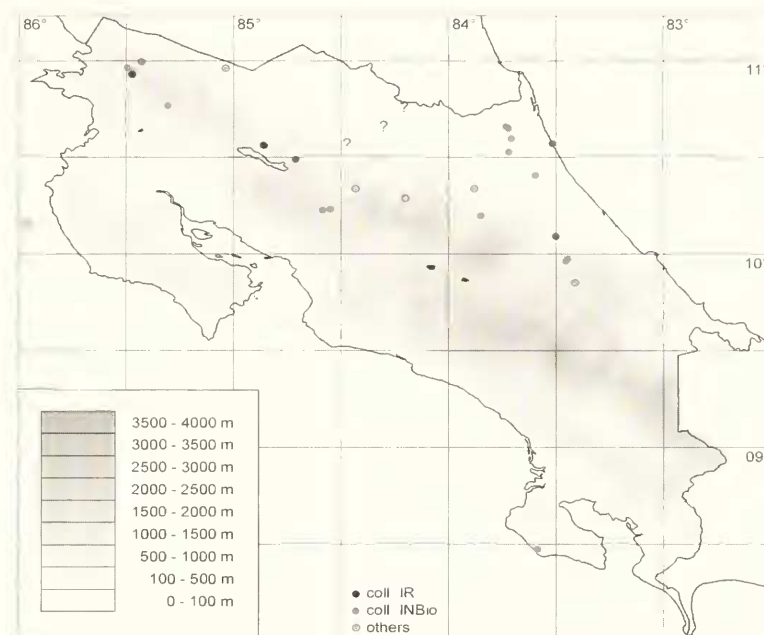 86° 85° 84° 83°
11°
?
?
?
10°
09
3500 - 4000 m
3000 - 3500 m
2500 - 3000 m
2000 - 2500 m
1500 - 2000 m
1000 - 1500 m
500 - 1000 m
100 - 500 m
0 - 100 m
coll IR
coll INBio
others